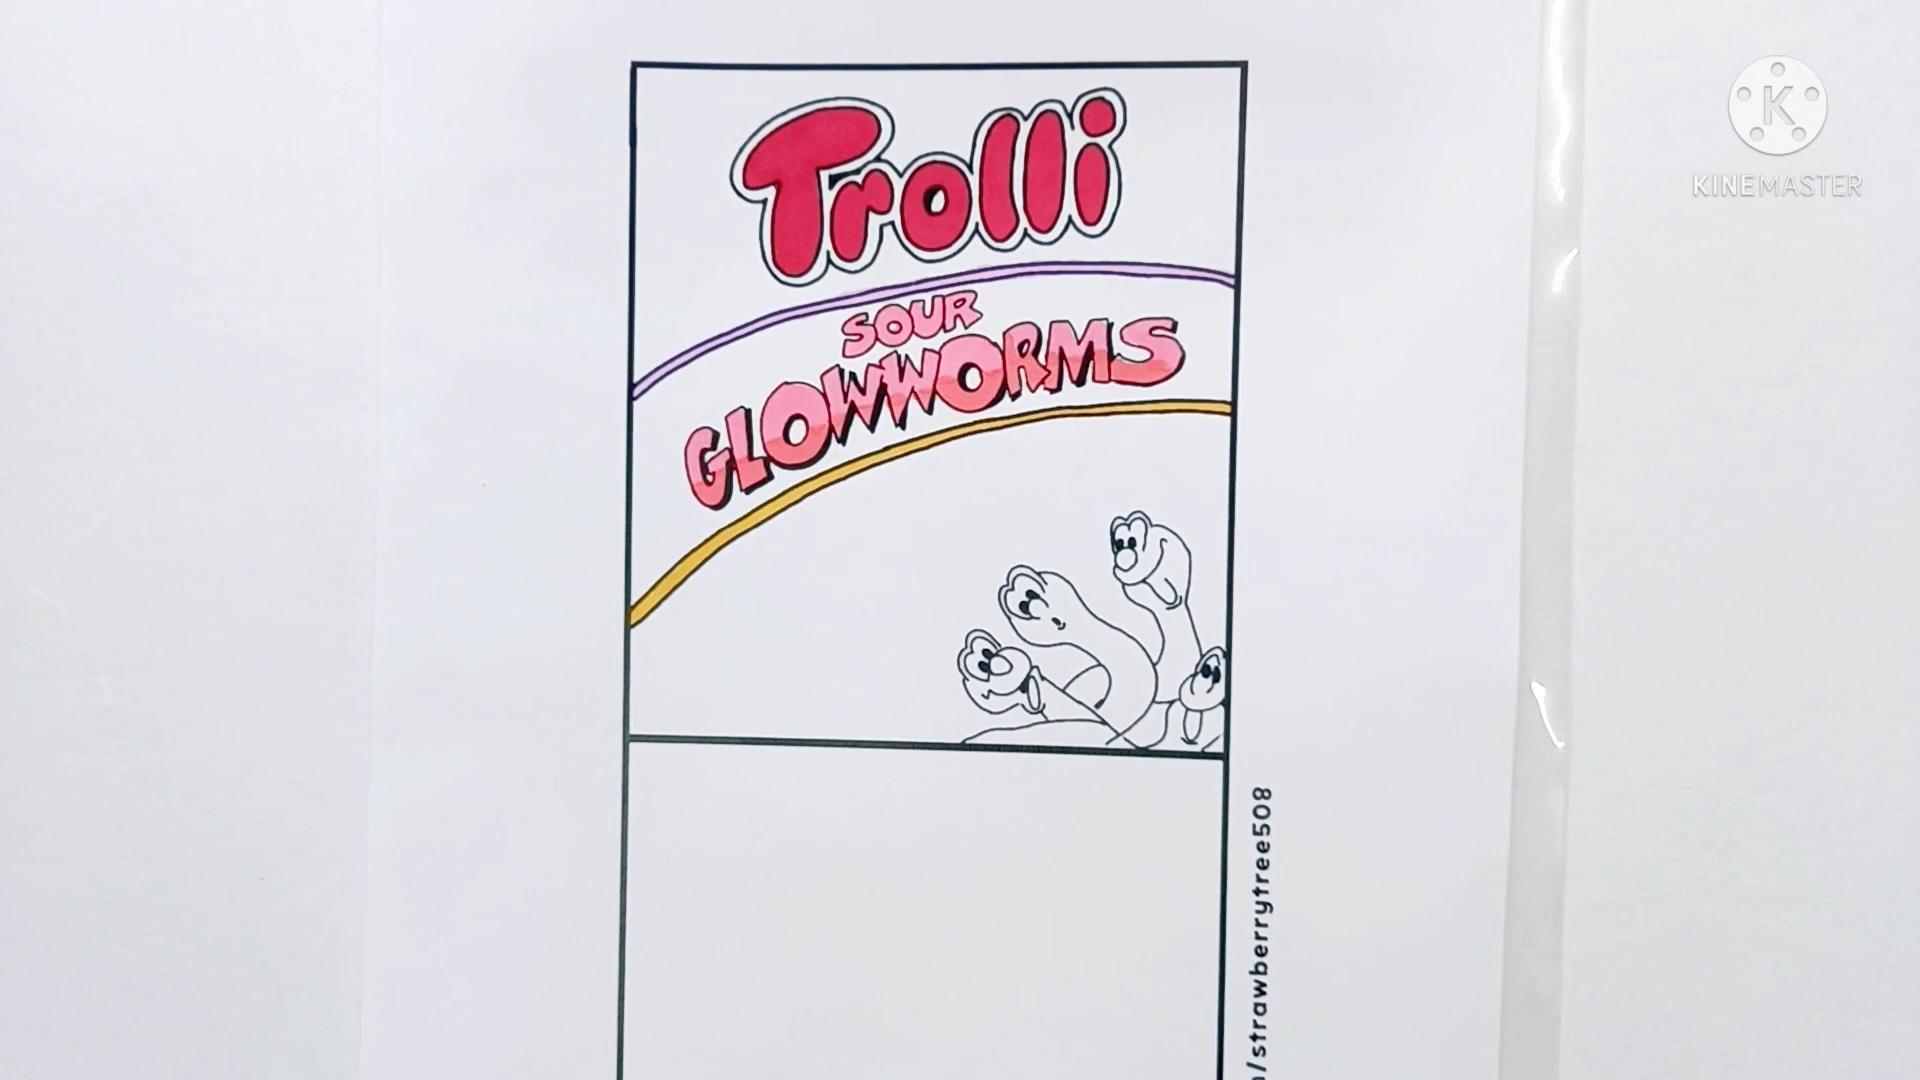 Trolli
SOUR
GLOWWORMS
/strawberrytree508
K
KINEMASTER